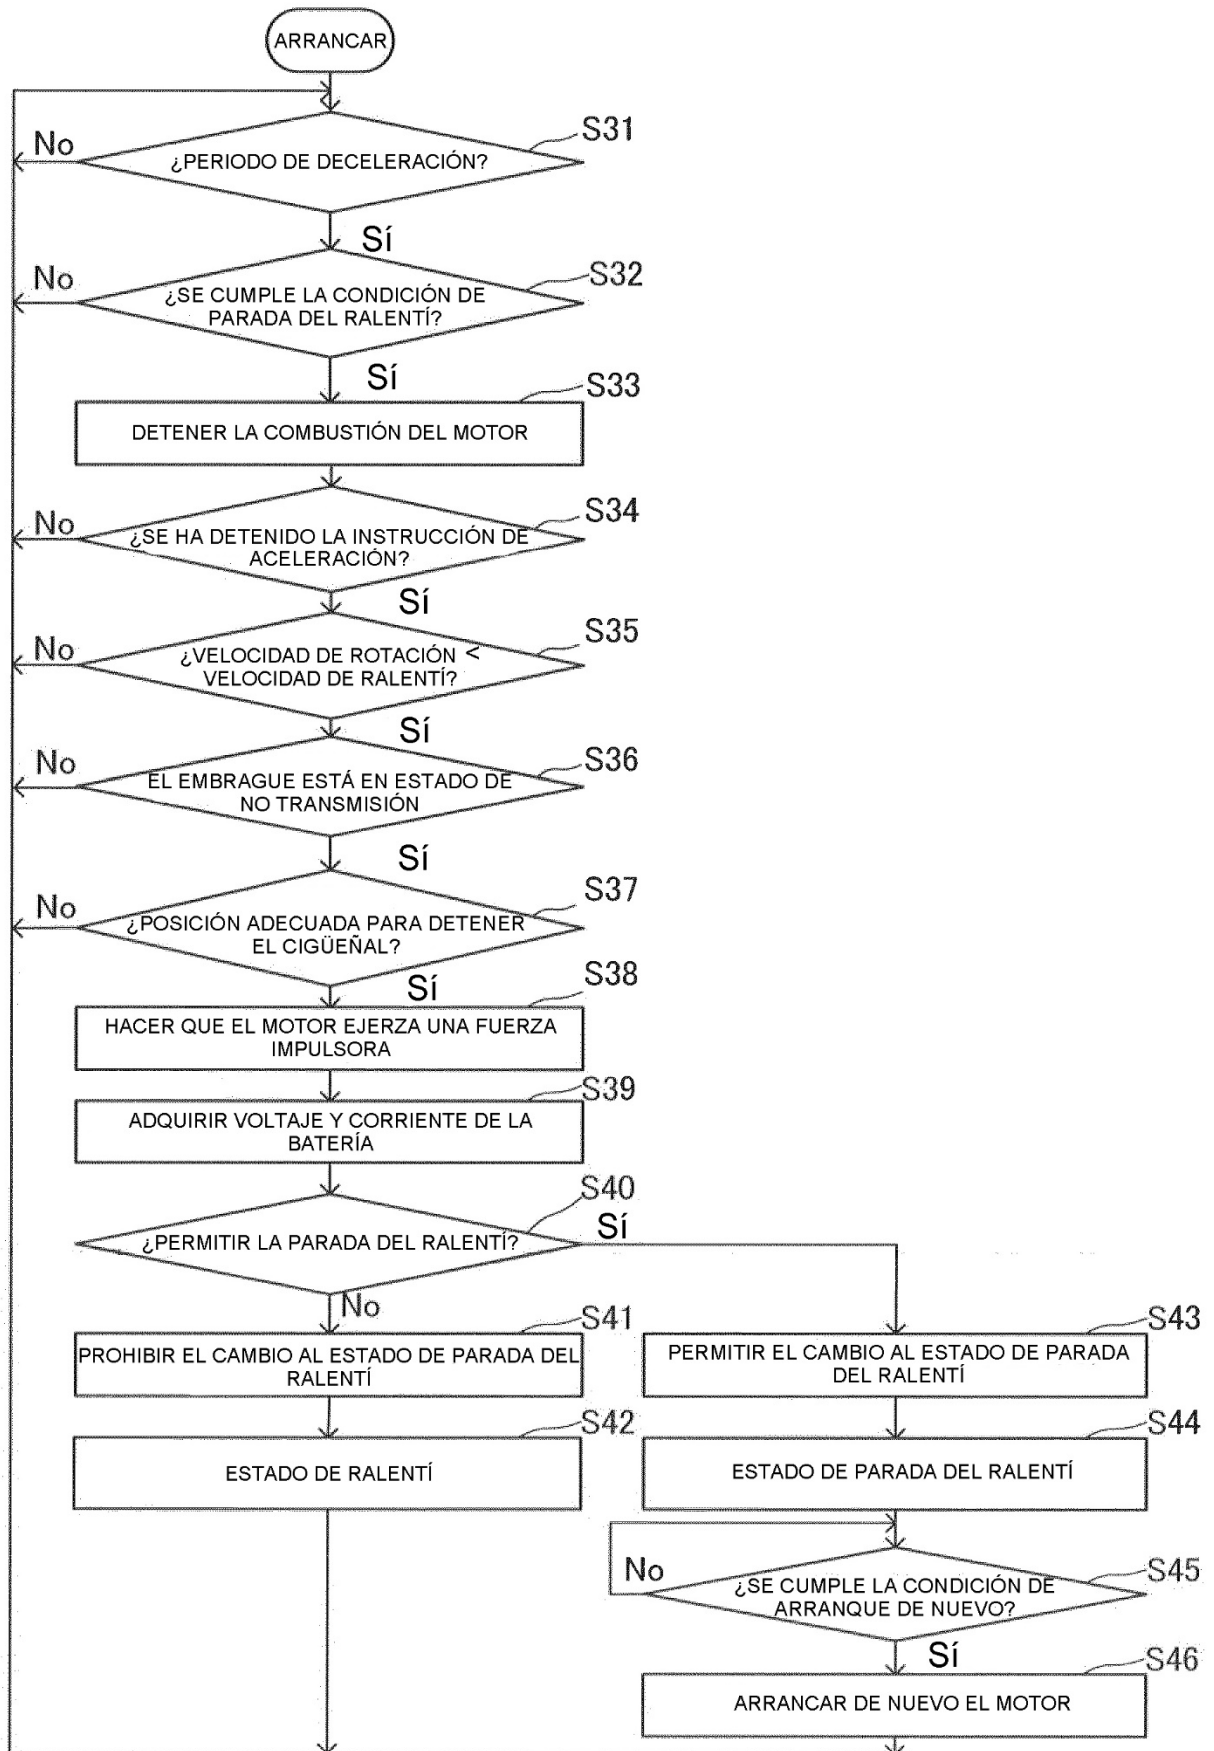 ARRANCAR
S31
No
¿PERIODO DE DECELERACIÓN?
Sí
S32
No
¿SE CUMPLE LA CONDICIÓN DE
PARADA DEL RALENTÍ?
Sí
S33
DETENER LA COMBUSTIÓN DEL MOTOR
S34
No
¿SE HA DETENIDO LA INSTRUCCIÓN DE
ACELERACIÓN?
Sí
S35
No
¿VELOCIDAD DE ROTACIÓN <
VELOCIDAD DE RALENTÍ?
Sí
S36
No
EL EMBRAGUE ESTÁ EN ESTADO DE
NO TRANSMISIÓN
Sí
S37
No
¿POSICIÓN ADECUADA PARA DETENER
EL CIGÜEÑAL?
Sí
S38
HACER QUE EL MOTOR EJERZA UNA FUERZA
IMPULSORA
S39
ADQUIRIR VOLTAJE Y CORRIENTE DE LA
BATERÍA
S40
¿PERMITIR LA PARADA DEL RALENTÍ?
Sí
No
S41
PROHIBIR EL CAMBIO AL ESTADO DE PARADA DEL
RALENTÍ
S42
ESTADO DE RALENTÍ
S43
PERMITIR EL CAMBIO AL ESTADO DE PARADA
DEL RALENTÍ
S44
ESTADO DE PARADA DEL RALENTÍ
No
S45
¿SE CUMPLE LA CONDICIÓN DE
ARRANQUE DE NUEVO?
Sí
S46
ARRANCAR DE NUEVO EL MOTOR